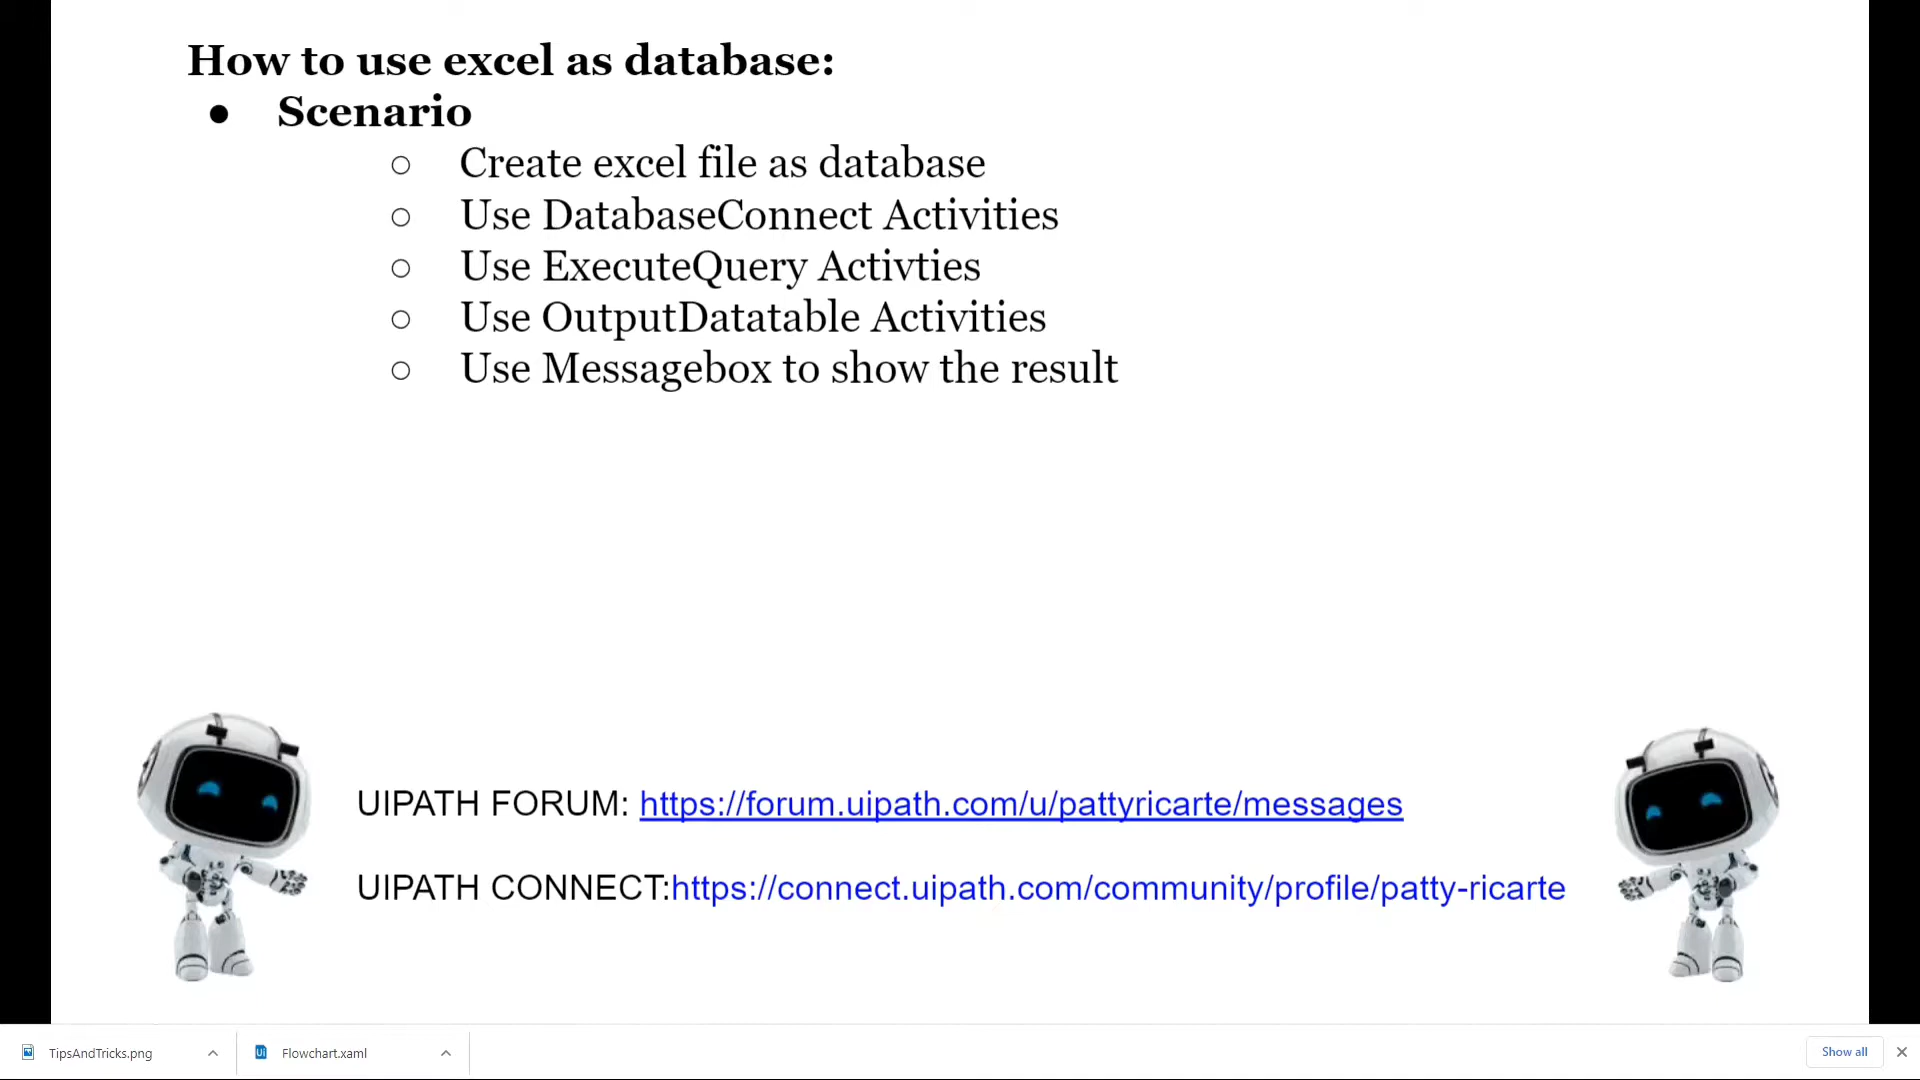 How to use excel as database:
● Scenario
○ Create excel file as database
○ Use DatabaseConnect Activities
○ Use ExecuteQuery Activties
○ Use OutputDatatable Activities
○ Use Messagebox to show the result
UIPATH FORUM: https://forum.uipath.com/u/pattyricarte/messages
UIPATH CONNECT:https://connect.uipath.com/community/profile/patty-ricarte
TipsAndTricks.png
Ui Flowchart.xaml
Show all